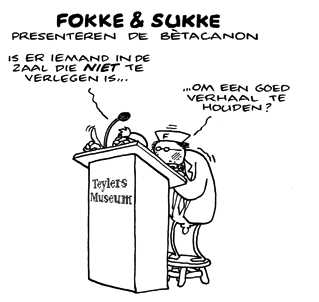 FOKKE & SUKKE
PRESENTEREN DE BÈTACANON
IS ER IEMAND IN DE
ZAAL DIE NIET TE
VERLEGEN IS...
...OM EEN GOED
VERHAAL TE
HOUDEN?
F
Teylers
Museum